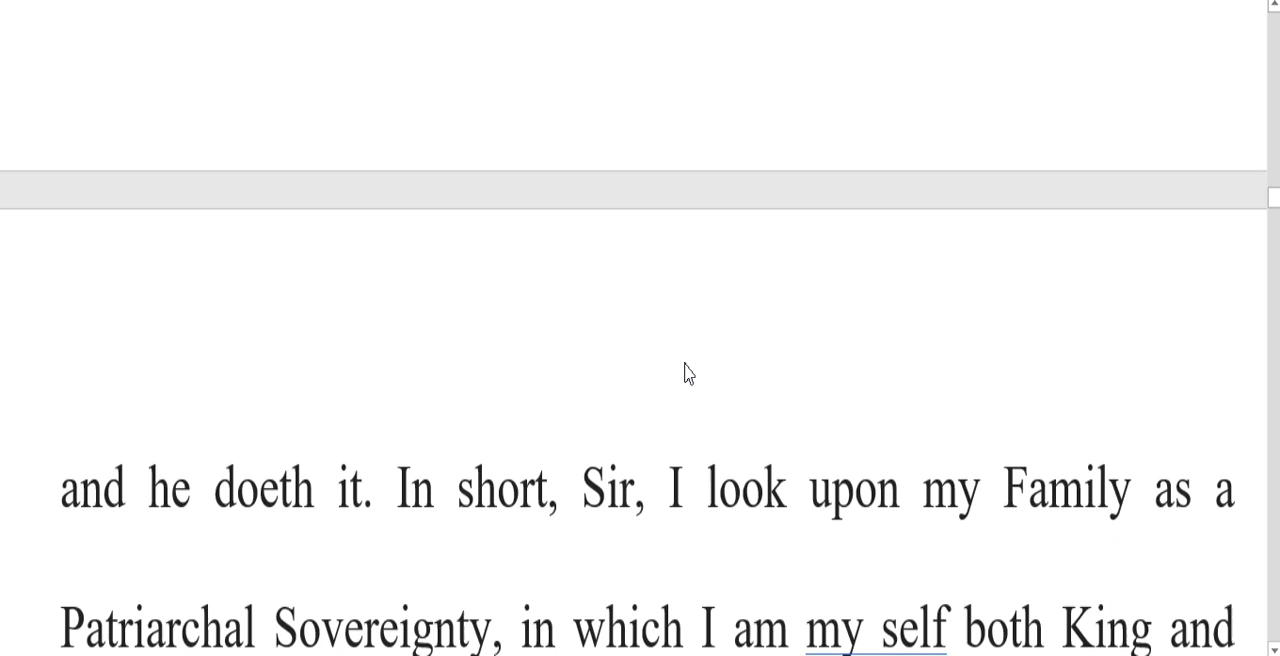 and he doeth it. In short, Sir, I look upon my Family as a
Patriarchal Sovereignty, in which I am my self both King and